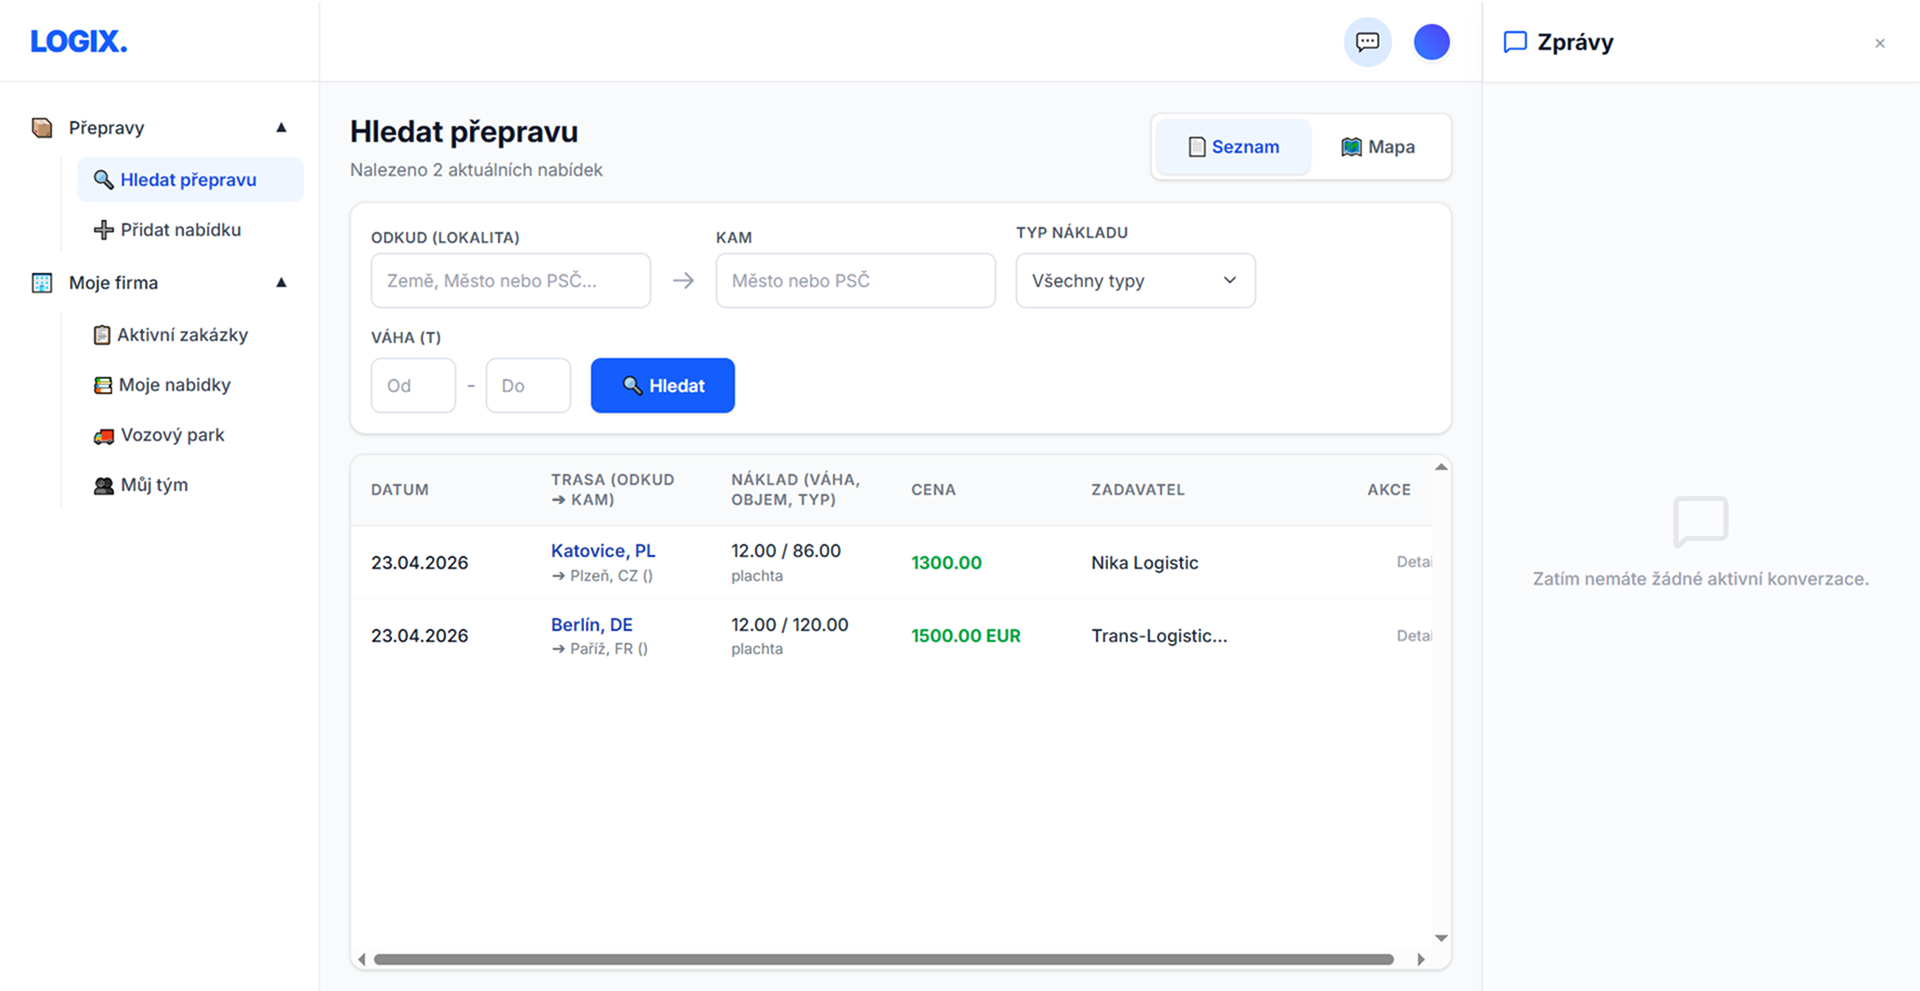 LOGIX.
Přepravy
Hledat přepravu
Přidat nabídku
Moje firma
Aktivní zakázky
Moje nabidky
Vozový park
Můj tým
Hledat přepravu
Nalezeno 2 aktuálních nabídek
Seznam
Mapa
ODKUD (LOKALITA)
Země, Město nebo PSČ...
→
KAM
Město nebo PSČ
TYP NÁKLADU
Všechny typy
VÁHA (T)
Od
-
Do
Hledat
DATUM
TRASA (ODKUD
➔ KAM)
NÁKLAD (VÁHA,
OBJEM, TYP)
CENA
ZADAVATEL
AKCE
23.04.2026
Katovice, PL
➔ Plzeň, CZ ()
12.00 / 86.00
plachta
1300.00
Nika Logistic
Detai
23.04.2026
Berlín, DE
➔ Paříž, FR ()
12.00 / 120.00
plachta
1500.00 EUR
Trans-Logistic...
Detai
Zprávy
×
Zatím nemáte žádné aktivní konverzace.